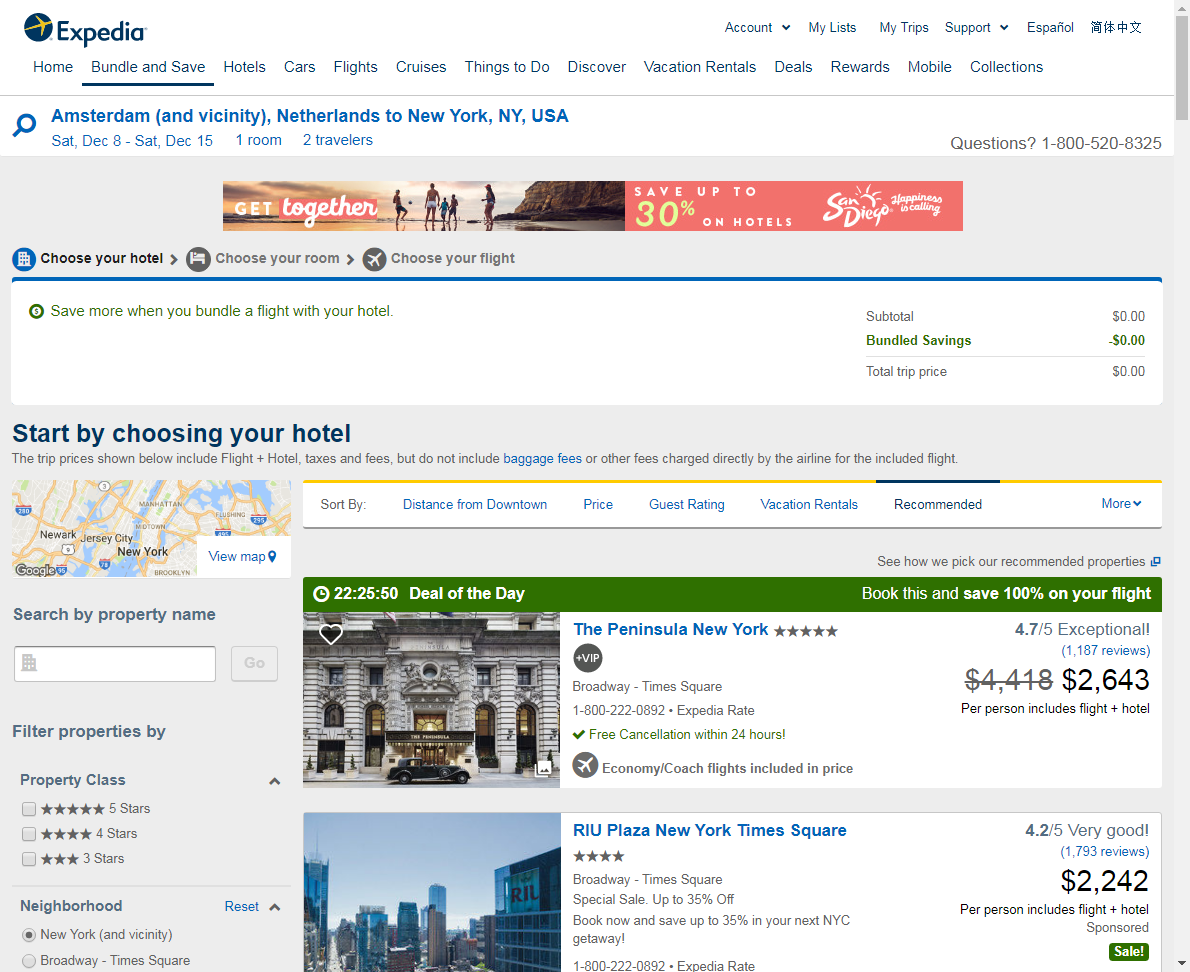 Expedia
Account My Lists My Trips Support Español 简体中文
Home Bundle and Save Hotels Cars Flights Cruises Things to Do Discover Vacation Rentals Deals Rewards Mobile Collections
Amsterdam (and vicinity), Netherlands to New York, NY, USA
Sat, Dec 8 - Sat, Dec 15 1 room 2 travelers
Questions? 1-800-520-8325
GET together
SAVE UP TO
30% ON HOTELS
San Diego
Happiness is calling
Choose your hotel Choose your room Choose your flight
Save more when you bundle a flight with your hotel.
Subtotal $0.00
Bundled Savings -$0.00
Total trip price $0.00
Start by choosing your hotel
The trip prices shown below include Flight + Hotel, taxes and fees, but do not include baggage fees or other fees charged directly by the airline for the included flight.
3
MANHATTAN
280
FLUSHING
295
Newark
MIDTOWN
495
Jersey City
9
New York
78
Google
95
BROOKLYN
View map
Sort By: Distance from Downtown Price Guest Rating Vacation Rentals Recommended More
See how we pick our recommended properties
Search by property name
Go
Filter properties by
Property Class
5 Stars
4 Stars
3 Stars
Neighborhood Reset
New York (and vicinity)
Broadway - Times Square
22:25:50 Deal of the Day Book this and save 100% on your flight
THE PENINSULA
The Peninsula New York 4.7/5 Exceptional!
(1,187 reviews)
+VIP
$4,418 $2,643
Broadway - Times Square
Per person includes flight + hotel
1-800-222-0892 • Expedia Rate
Free Cancellation within 24 hours!
Economy/Coach flights included in price
RIU
RIU Plaza New York Times Square 4.2/5 Very good!
(1,793 reviews)
$2,242
Broadway - Times Square
Special Sale. Up to 35% Off
Per person includes flight + hotel
Book now and save up to 35% in your next NYC
getaway!
Sponsored
Sale!
1-800-222-0892 • Expedia Rate